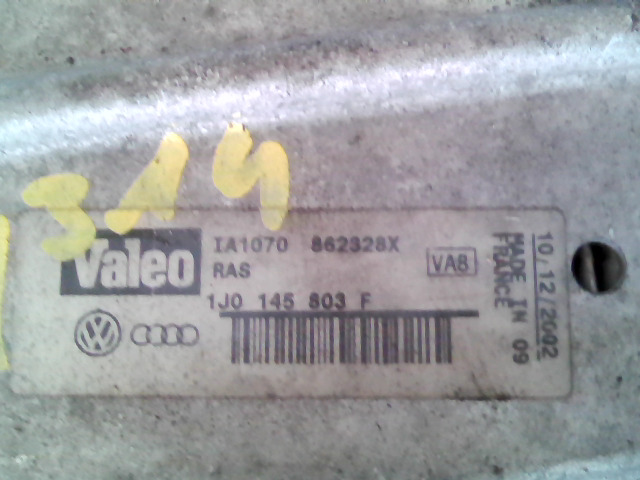 314
Valeo
IA1070 862328X
RAS
VA8
1J0 145 803 F
10/12/2002
MADE IN 09
FRANCE